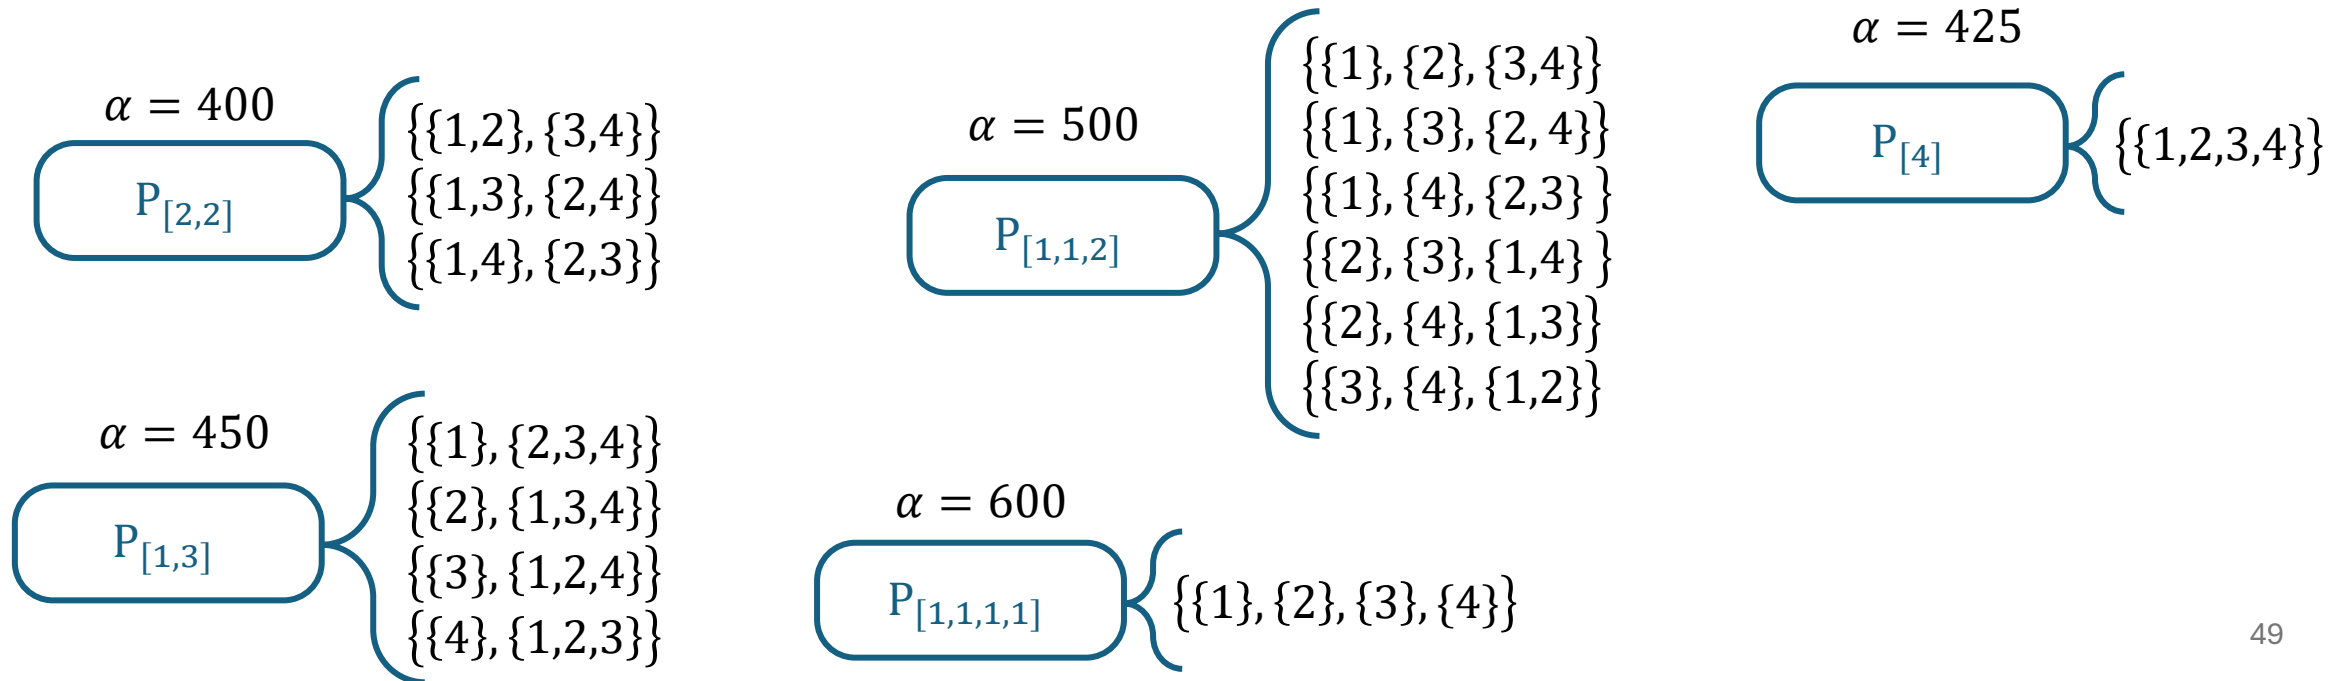 α = 400
P[2,2]
{{1,2}, {3,4}}
{{1,3}, {2,4}}
{{1,4}, {2,3}}
α = 450
P[1,3]
{{1}, {2,3,4}}
{{2}, {1,3,4}}
{{3}, {1,2,4}}
{{4}, {1,2,3}}
α = 500
P[1,1,2]
{{1}, {2}, {3,4}}
{{1}, {3}, {2, 4}}
{{1}, {4}, {2,3} }
{{2}, {3}, {1,4} }
{{2}, {4}, {1,3}}
{{3}, {4}, {1,2}}
α = 600
P[1,1,1,1]
{{1}, {2}, {3}, {4}}
α = 425
P[4]
{{1,2,3,4}}
49